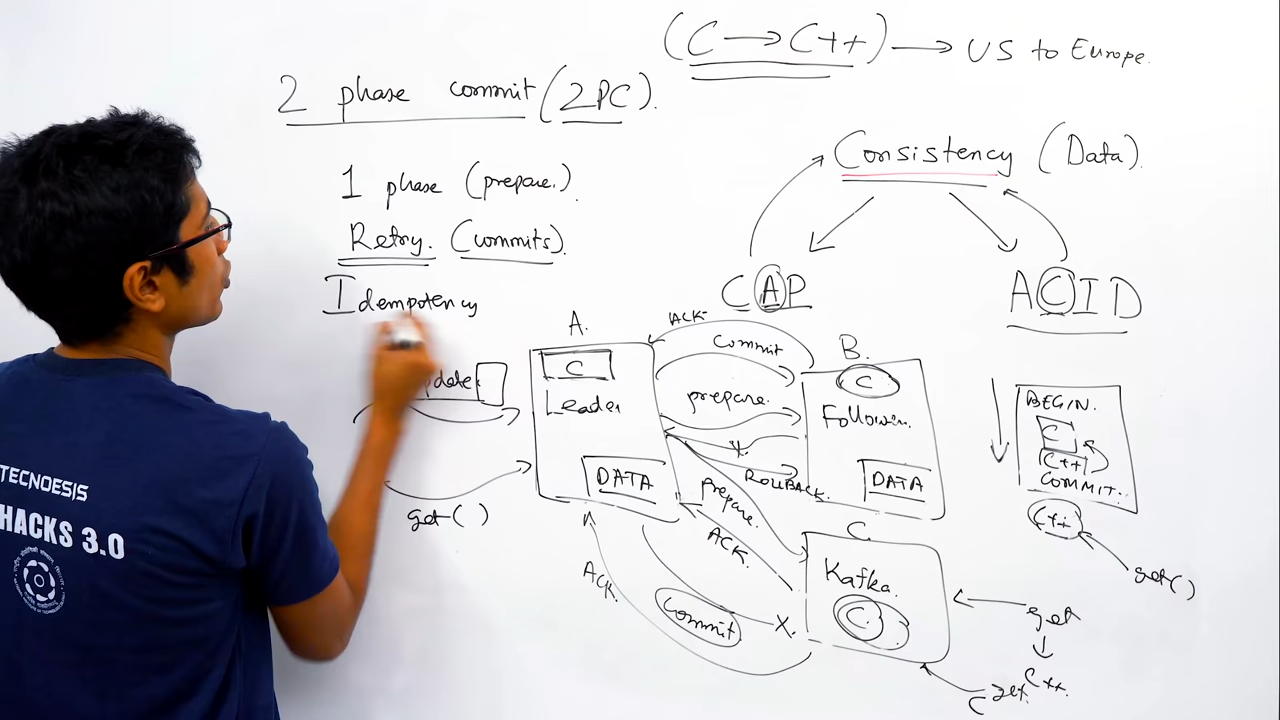 (C → C++) → US to Europe.
2 phase commit (2PC).
Consistency (Data).
1 phase (prepare.)
Retry. (Commits).
Idempotency
CAP
ACID
A.
ACK
Commit
B.
C
Leader
prepare.
C
Follower.
X.
ROLLBACK.
DATA
DATA
BEGIN.
C
C++
COMMIT.
C++
get()
get()
prepare.
ACK.
C.
Kafka.
C.
ACK.
Commit
X.
get
C++.
get
C
TECNOESIS
HACKS 3.0